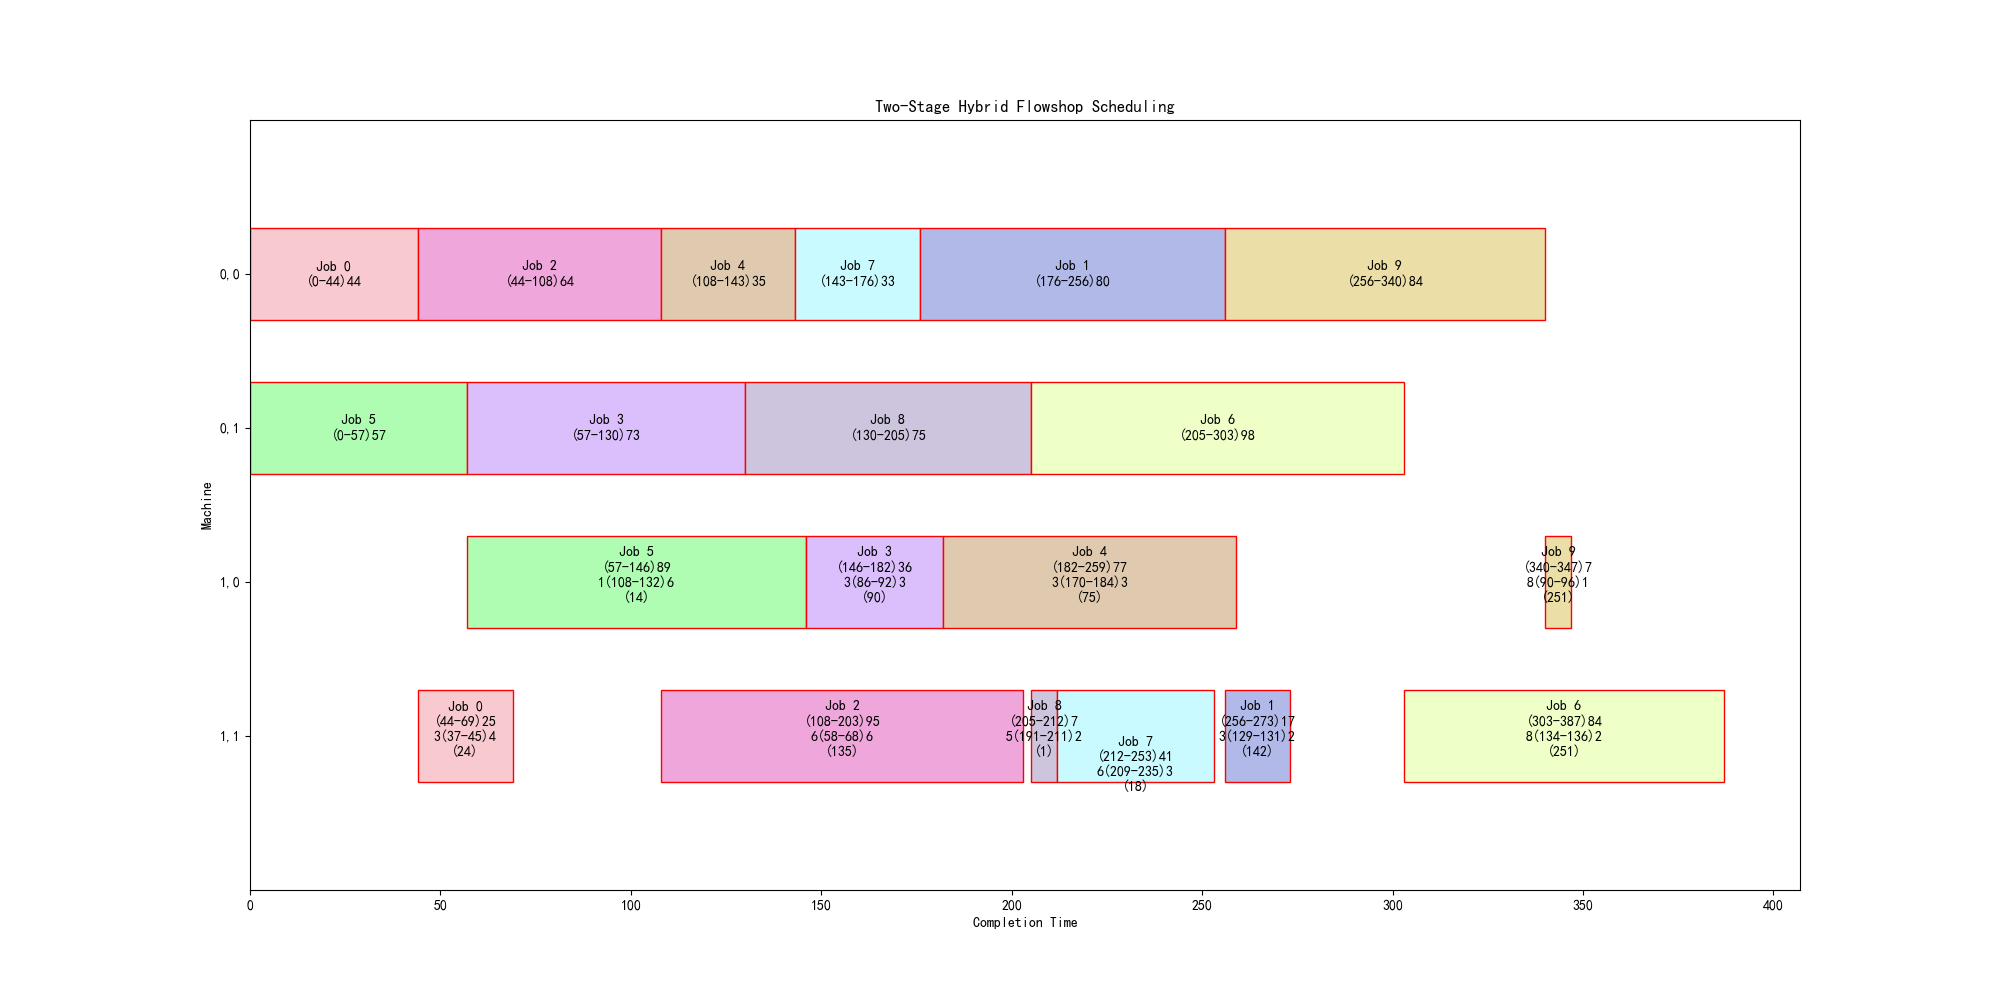 Two-Stage Hybrid Flowshop Scheduling
0,0
Job 0
(0-44)44
Job 2
(44-108)64
Job 4
(108-143)35
Job 7
(143-176)33
Job 1
(176-256)80
Job 9
(256-340)84
0,1
Job 5
(0-57)57
Job 3
(57-130)73
Job 8
(130-205)75
Job 6
(205-303)98
Machine
1,0
Job 5
(57-146)89
1(108-132)6
(14)
Job 3
(146-182)36
3(86-92)3
(90)
Job 4
(182-259)77
3(170-184)3
(75)
Job 9
(340-347)7
8(90-96)1
(251)
1,1
Job 0
(44-69)25
3(37-45)4
(24)
Job 2
(108-203)95
6(58-68)6
(135)
Job 8
(205-212)7
5(191-211)2
(1)
Job 7
(212-253)41
6(209-235)3
(18)
Job 1
(256-273)17
3(129-131)2
(142)
Job 6
(303-387)84
8(134-136)2
(251)
0
50
100
150
200
250
300
350
400
Completion Time